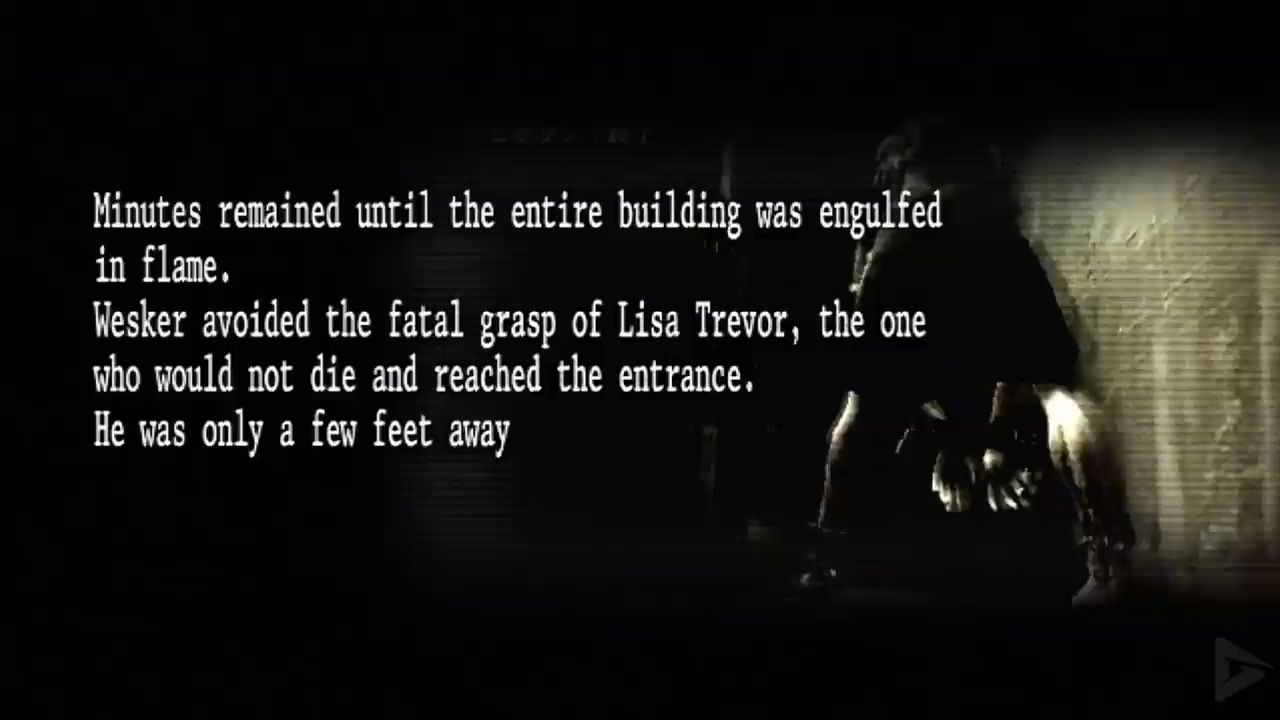 Minutes remained until the entire building was engulfed
in flame.
Wesker avoided the fatal grasp of Lisa Trevor, the one
who would not die and reached the entrance.
He was only a few feet away